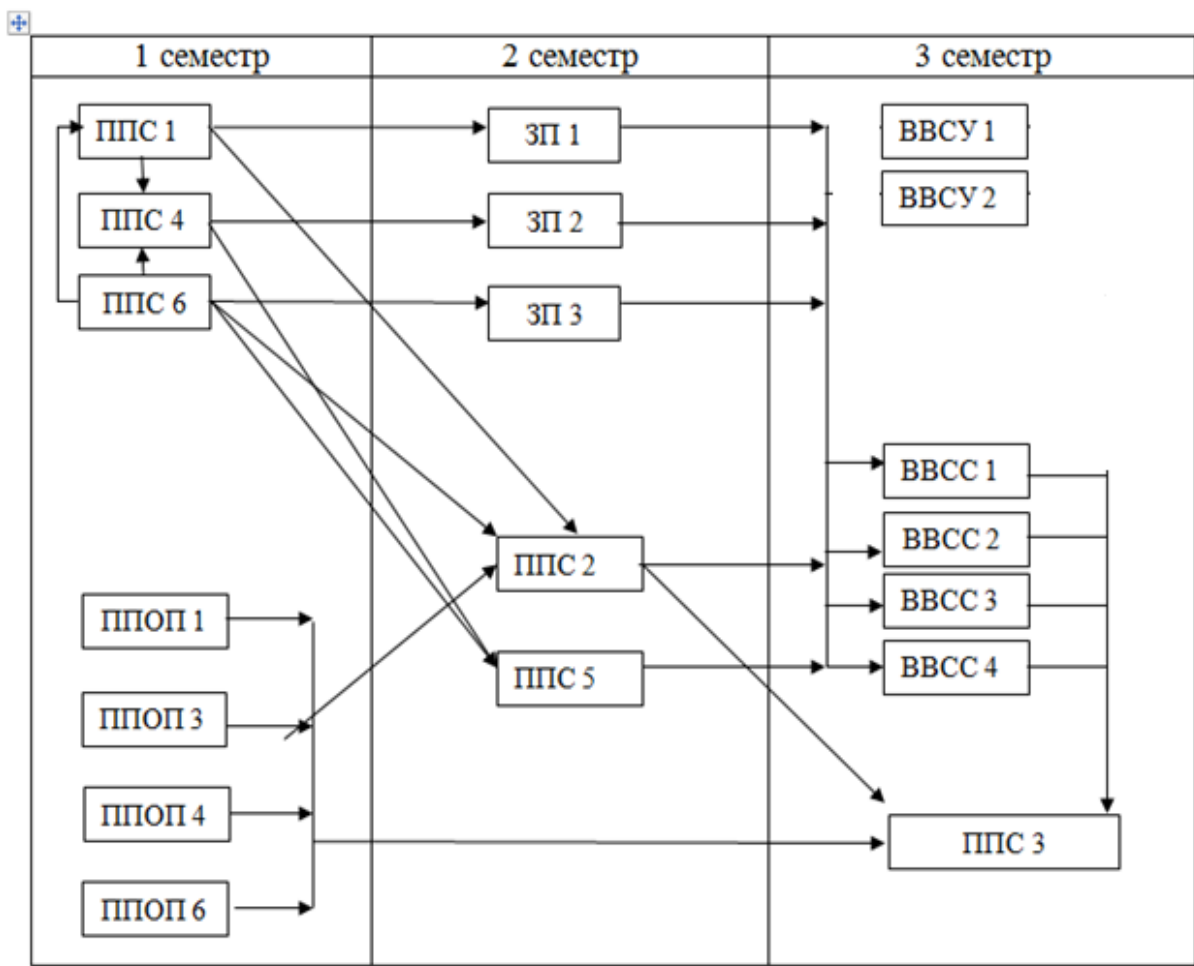 1 семестр
2 семестр
3 семестр
ППС 1
ЗП 1
ВВСУ 1
ППС 4
ЗП 2
ВВСУ 2
ППС 6
ЗП 3
ВВСС 1
ППС 2
ВВСС 2
ППОП 1
ВВСС 3
ППС 5
ВВСС 4
ППОП 3
ППОП 4
ППС 3
ППОП 6